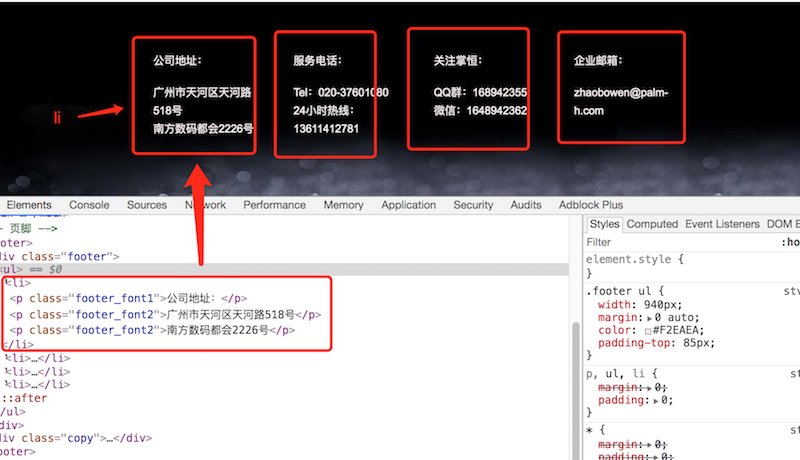 公司地址：
广州市天河区天河路
518号
南方数码都会2226号
服务电话：
Tel：020-37601080
24小时热线：
13611412781
关注掌恒：
QQ群：168942355
微信：1648942362
企业邮箱：
zhaobowen@palm-
h.com
li
Elements Console Sources Network Performance Memory Application Security Audits Adblock Plus
页脚 -->
ooter>
div class="footer">
<ul> == $0
<li>
<p class="footer_font1">公司地址：</p>
<p class="footer_font2">广州市天河区天河路518号</p>
<p class="footer_font2">南方数码都会2226号</p>
</li>
<li>…</li>
<li>…</li>
<li>…</li>
::after
/ul>
div>
div class="copy">…</div>
ooter>
Styles Computed Event Listeners DOM B
Filter :ho
element.style {
}
.footer ul { sty
width: 940px;
margin: 0 auto;
color: #F2EAEA;
padding-top: 85px;
}
p, ul, li { st
margin: 0;
padding: 0;
}
* { st
margin: 0;
padding: 0;